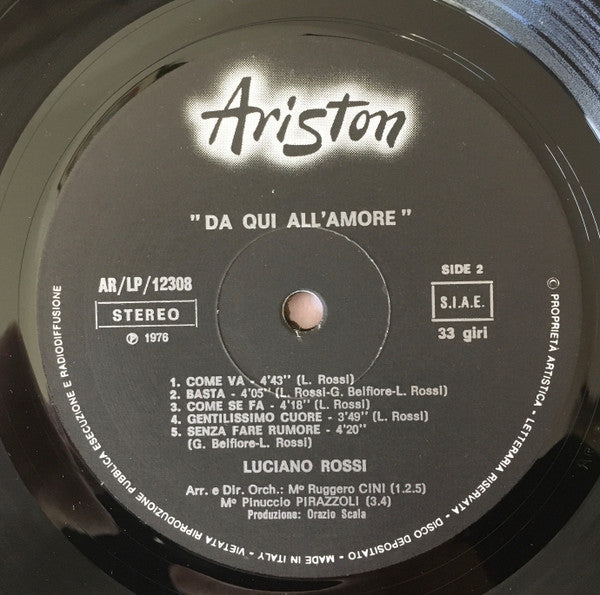 Ariston
"DA QUI ALL'AMORE"
AR/LP/12308
STEREO
℗ 1976
SIDE 2
S.I.A.E.
33 giri
1. COME VA - 4'43" (L. Rossi)
2. BASTA - 4'05" (L. Rossi-G. Belfiore-L. Rossi)
3. COME SE FA - 4'18" (L. Rossi)
4. GENTILISSIMO CUORE - 3'49" (L. Rossi)
5. SENZA FARE RUMORE - 4'20"
(G. Belfiore-L. Rossi)
LUCIANO ROSSI
Arr. e Dir. Orch.: Mº Ruggero CINI (1.2.5)
Mº Pinuccio PIRAZZOLI (3.4)
Produzione: Orazio Scala
© PROPRIETÀ ARTISTICA - LETTERARIA RISERVATA - DISCO DEPOSITATO - MADE IN ITALY - VIETATA RIPRODUZIONE PUBBLICA ESECUZIONE E RADIODIFFUSIONE